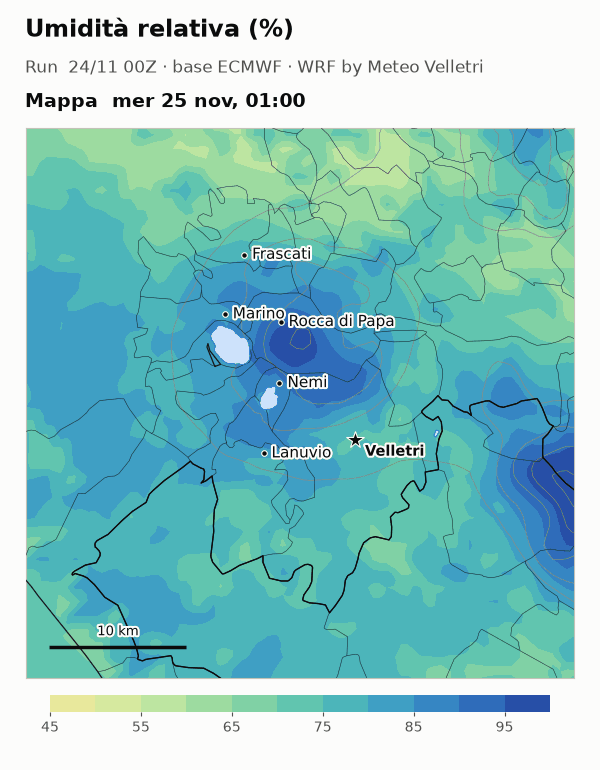 Umidità relativa (%)
Run  24/11 00Z · base ECMWF · WRF by Meteo Velletri
Mappa  mer 25 nov, 01:00
Frascati
Marino
Rocca di Papa
Nemi
Velletri
Lanuvio
10 km
45 55 65 75 85 95